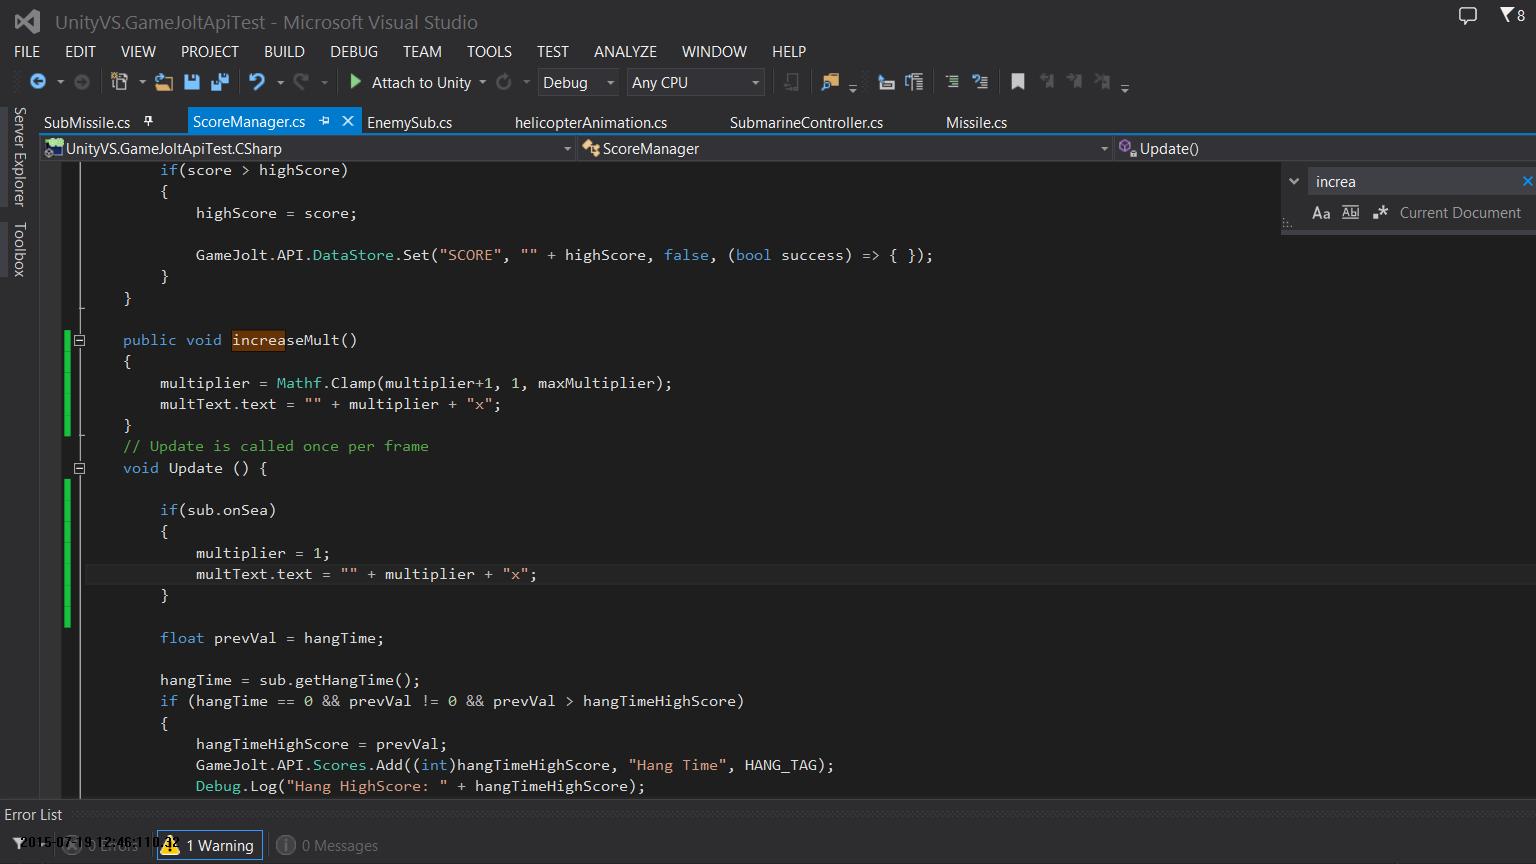 UnityVS.GameJoltApiTest - Microsoft Visual Studio
8
FILE EDIT VIEW PROJECT BUILD DEBUG TEAM TOOLS TEST ANALYZE WINDOW HELP
Attach to Unity Debug Any CPU
Server Explorer
Toolbox
SubMissile.cs ScoreManager.cs EnemySub.cs helicopterAnimation.cs SubmarineController.cs Missile.cs
UnityVS.GameJoltApiTest.CSharp ScoreManager Update()
increa
Aa Abl Current Document
if(score > highScore)
{
highScore = score;
GameJolt.API.DataStore.Set("SCORE", "" + highScore, false, (bool success) => { });
}
}
public void increaseMult()
{
multiplier = Mathf.Clamp(multiplier+1, 1, maxMultiplier);
multText.text = "" + multiplier + "x";
}
// Update is called once per frame
void Update () {
if(sub.onSea)
{
multiplier = 1;
multText.text = "" + multiplier + "x";
}
float prevVal = hangTime;
hangTime = sub.getHangTime();
if (hangTime == 0 && prevVal != 0 && prevVal > hangTimeHighScore)
{
hangTimeHighScore = prevVal;
GameJolt.API.Scores.Add((int)hangTimeHighScore, "Hang Time", HANG_TAG);
Debug.Log("Hang HighScore: " + hangTimeHighScore);
Error List
0 Errors 1 Warning 0 Messages